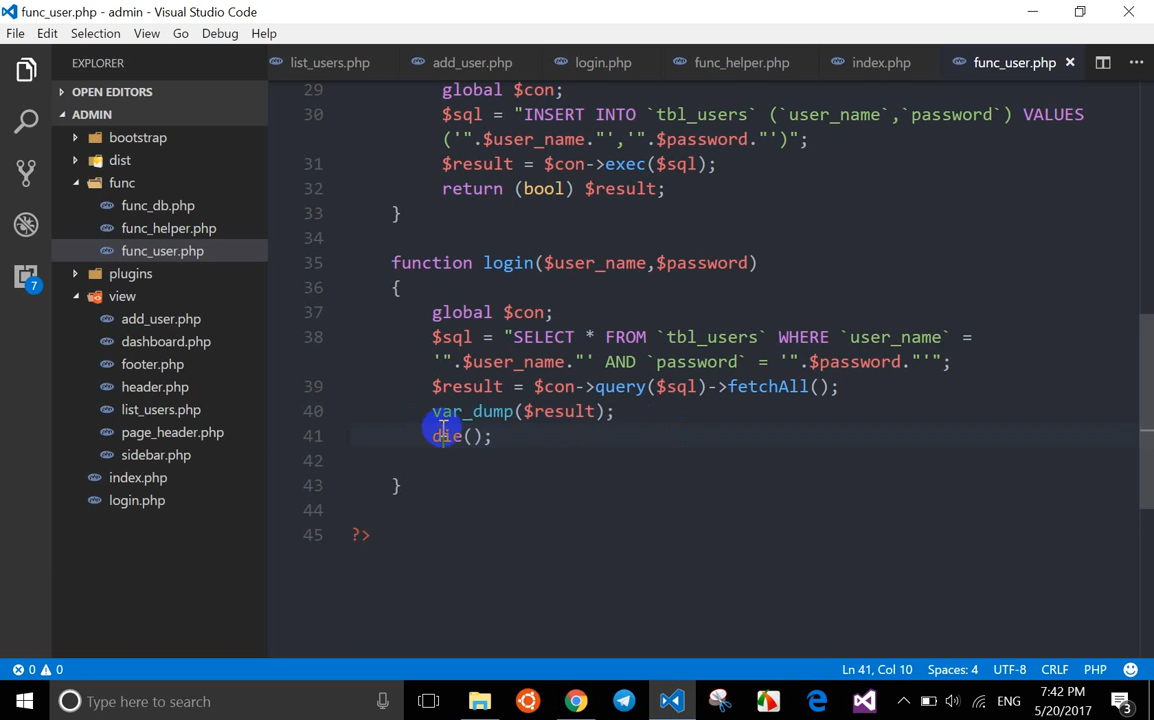 func_user.php - admin - Visual Studio Code
File Edit Selection View Go Debug Help
EXPLORER
OPEN EDITORS
ADMIN
bootstrap
dist
func
func_db.php
func_helper.php
func_user.php
plugins
view
add_user.php
dashboard.php
footer.php
header.php
list_users.php
page_header.php
sidebar.php
index.php
login.php
7
list_users.php add_user.php login.php func_helper.php index.php func_user.php
29 global $con;
30 $sql = "INSERT INTO `tbl_users` (`user_name`,`password`) VALUES
('".$user_name."','".$password."')";
31 $result = $con->exec($sql);
32 return (bool) $result;
33 }
34
35 function login($user_name,$password)
36 {
37 global $con;
38 $sql = "SELECT * FROM `tbl_users` WHERE `user_name` =
'".$user_name."' AND `password` = '".$password."'";
39 $result = $con->query($sql)->fetchAll();
40 var_dump($result);
41 die();
42
43 }
44
45 ?>
0 0 Ln 41, Col 10 Spaces: 4 UTF-8 CRLF PHP
Type here to search
ENG
7:42 PM
5/20/2017
3